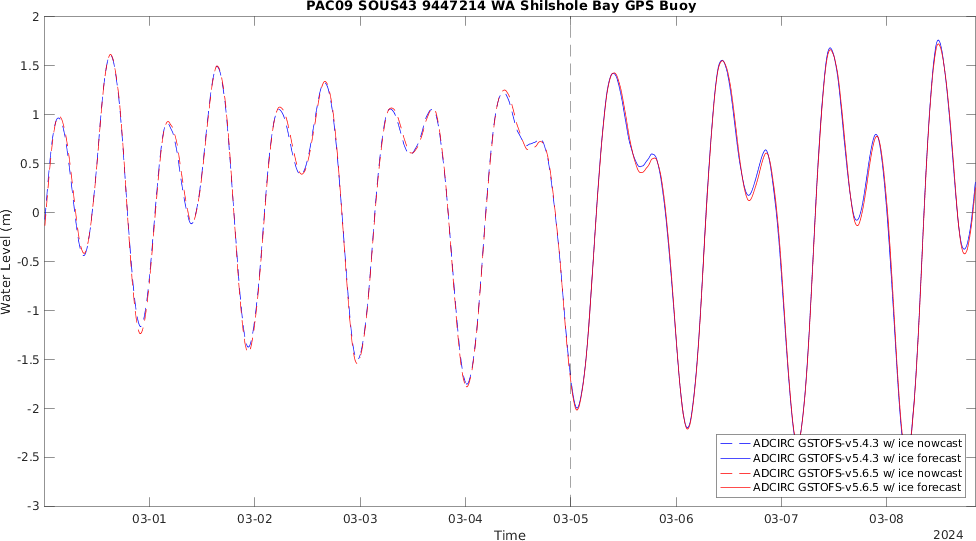 PAC09 SOUS43 9447214 WA Shilshole Bay GPS Buoy
2
1.5
1
0.5
0
-0.5
-1
-1.5
-2
-2.5
-3
Water Level (m)
ADCIRC GSTOFS-v5.4.3 w/ ice nowcast
ADCIRC GSTOFS-v5.4.3 w/ ice forecast
ADCIRC GSTOFS-v5.6.5 w/ ice nowcast
ADCIRC GSTOFS-v5.6.5 w/ ice forecast
03-01 03-02 03-03 03-04 03-05 03-06 03-07 03-08
Time
2024